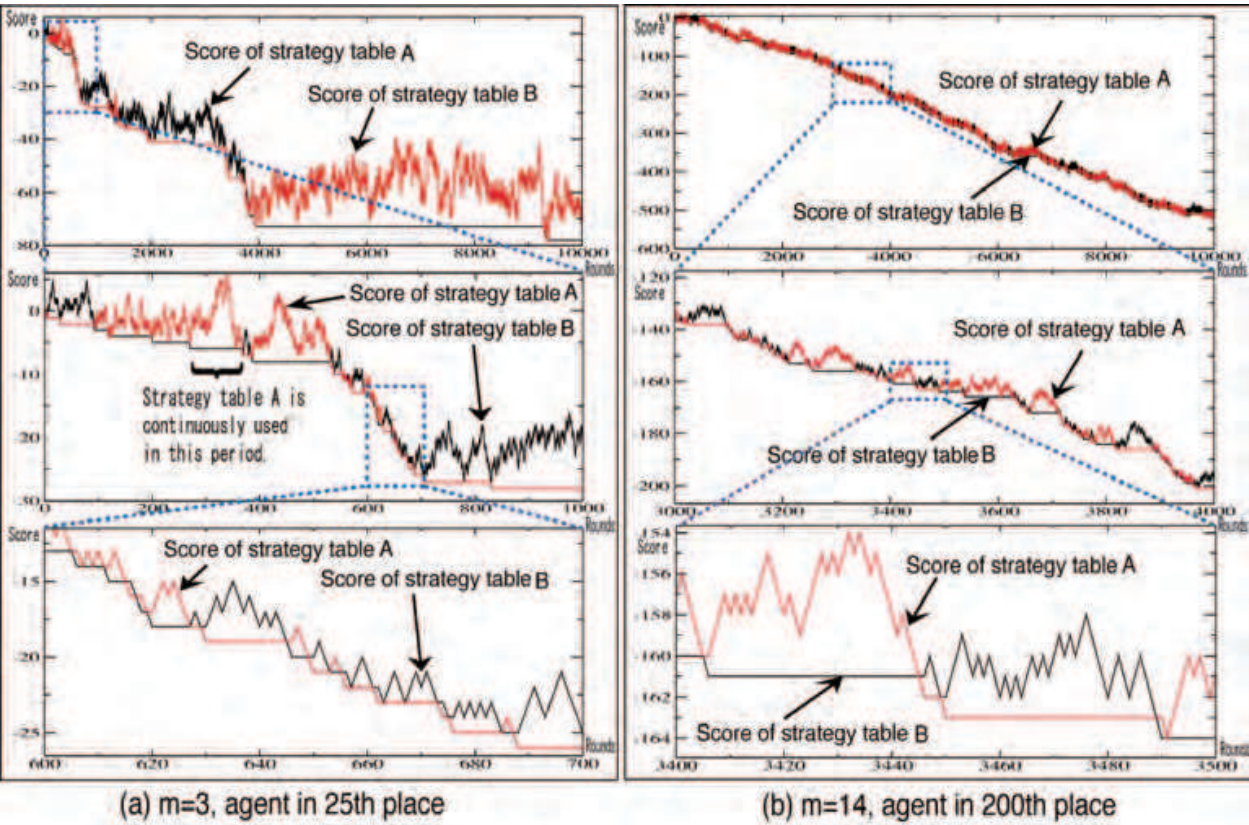 Score
0
Score of strategy table A
-20
Score of strategy table B
-40
-60
-80
0 2000 4000 6000 8000 10000
Score
0
Score of strategy table A
Score of strategy table B
-10
Strategy table A is
continuously used
in this period.
-20
-30
0 200 400 600 800 1000
Rounds
Score
Score of strategy table A
-15
Score of strategy table B
-20
-25
Rounds
600 620 640 660 680 700
(a) m=3, agent in 25th place
Score
0
-100
Score of strategy table A
-200
-300
-400
Score of strategy table B
-500
-600
0 2000 4000 6000 8000 10000
Rounds
-120
Score
-140
Score of strategy table A
-160
Score of strategy table B
-180
-200
3000 3200 3400 3600 3800 4000
Rounds
-154
Score
Score of strategy table A
-156
-158
-160
-162
Score of strategy table B
-164
Rounds
3400 3420 3440 3460 3480 3500
(b) m=14, agent in 200th place